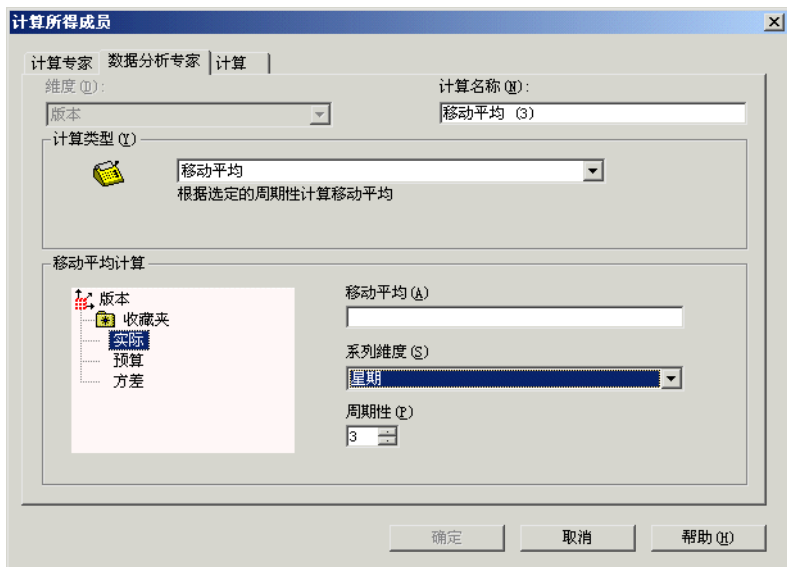 计算所得成员
计算专家 数据分析专家 计算
维度(D): 计算名称(N):
版本 移动平均 (3)
计算类型(Y)
移动平均
根据选定的周期性计算移动平均
移动平均计算
版本
收藏夹
实际
预算
方差
移动平均(A)
系列维度(S)
星期
周期性(P)
3
确定 取消 帮助(H)